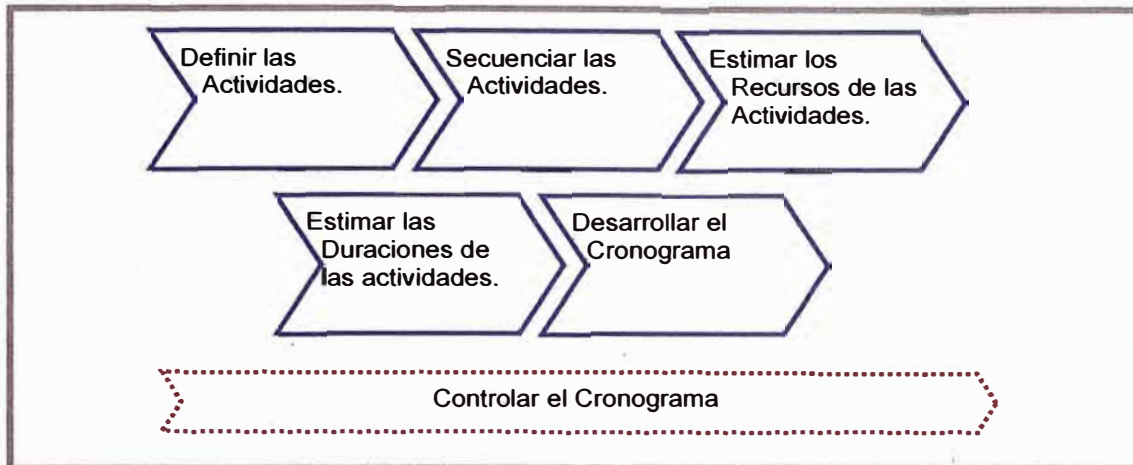 Definir las
Actividades.
Secuenciar las
Actividades.
Estimar los
Recursos de las
Actividades.
Estimar las
Duraciones de
las actividades.
Desarrollar el
Cronograma
Controlar el Cronograma